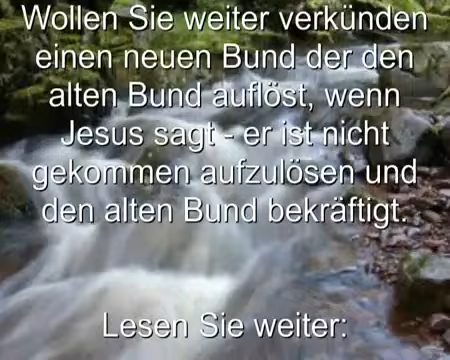 Wollen Sie weiter verkünden
einen neuen Bund der den
alten Bund auflöst, wenn
Jesus sagt - er ist nicht
gekommen aufzulösen und
den alten Bund bekräftigt.
Lesen Sie weiter: